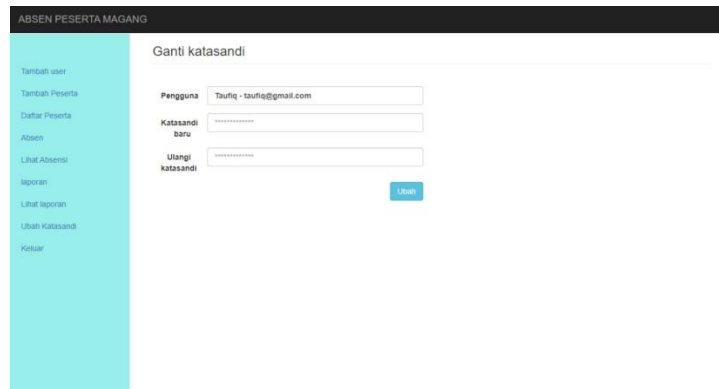 ABSEN PESERTA MAGANG
Tambah user
Tambah Peserta
Daftar Peserta
Absen
Lihat Absensi
laporan
Lihat laporan
Ubah Katasandi
Keluar
Ganti katasandi
Pengguna
Taufiq - taufiq@gmail.com
Katasandi
baru
*************
Ulangi
katasandi
*************
Ubah